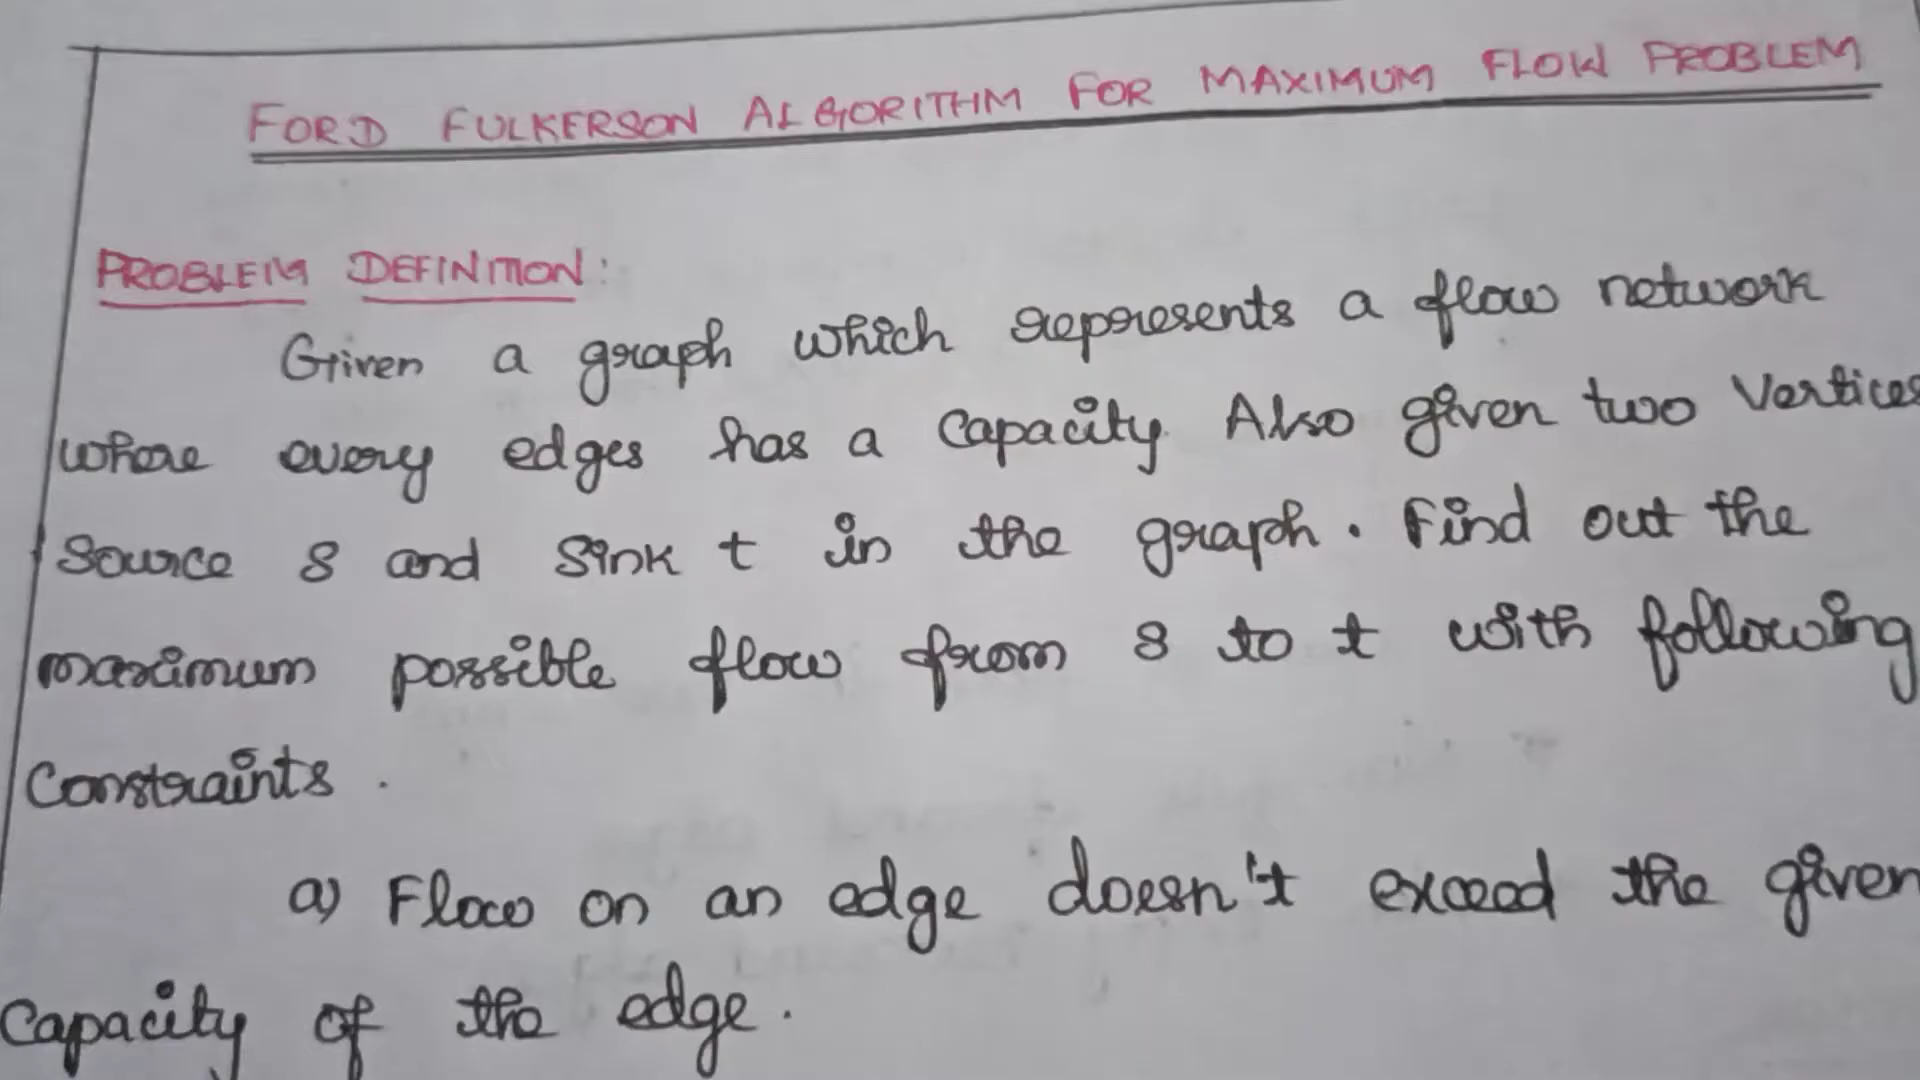 FORD FULKERSON ALGORITHM FOR MAXIMUM FLOW PROBLEM
PROBLEM DEFINITION:
Given a graph which represents a flow network
where every edges has a capacity. Also given two Vertices
Source s and Sink t in the graph. Find out the
maximum possible flow from s to t with following
Constraints.
a) Flow on an edge doesn't exceed the given
capacity of the edge.